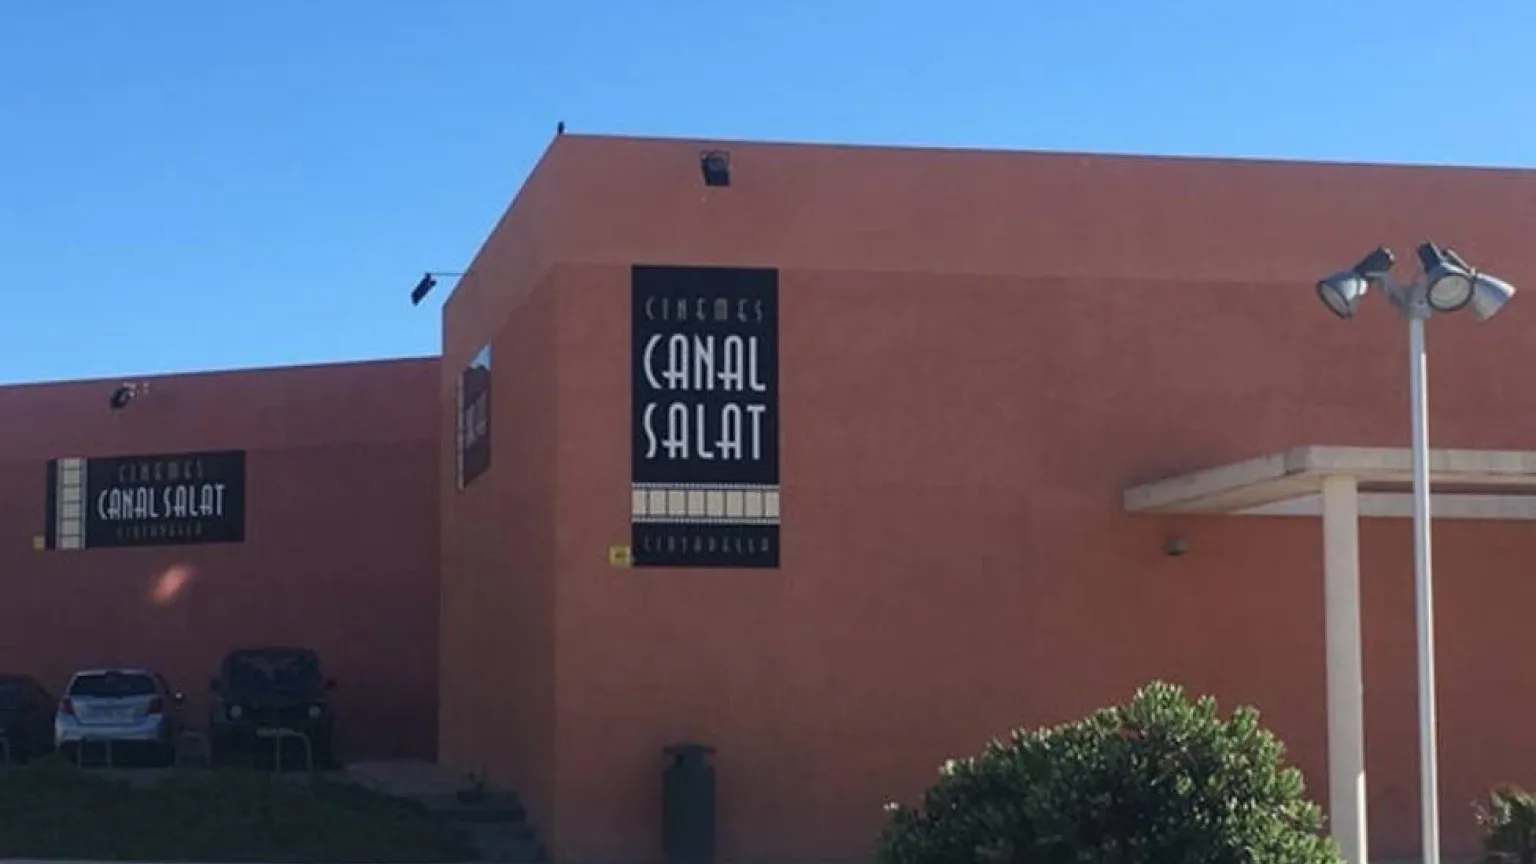 CINEMES
CANAL SALAT
CIUTADELLA
CINEMES
CANAL
SALAT
CIUTADELLA